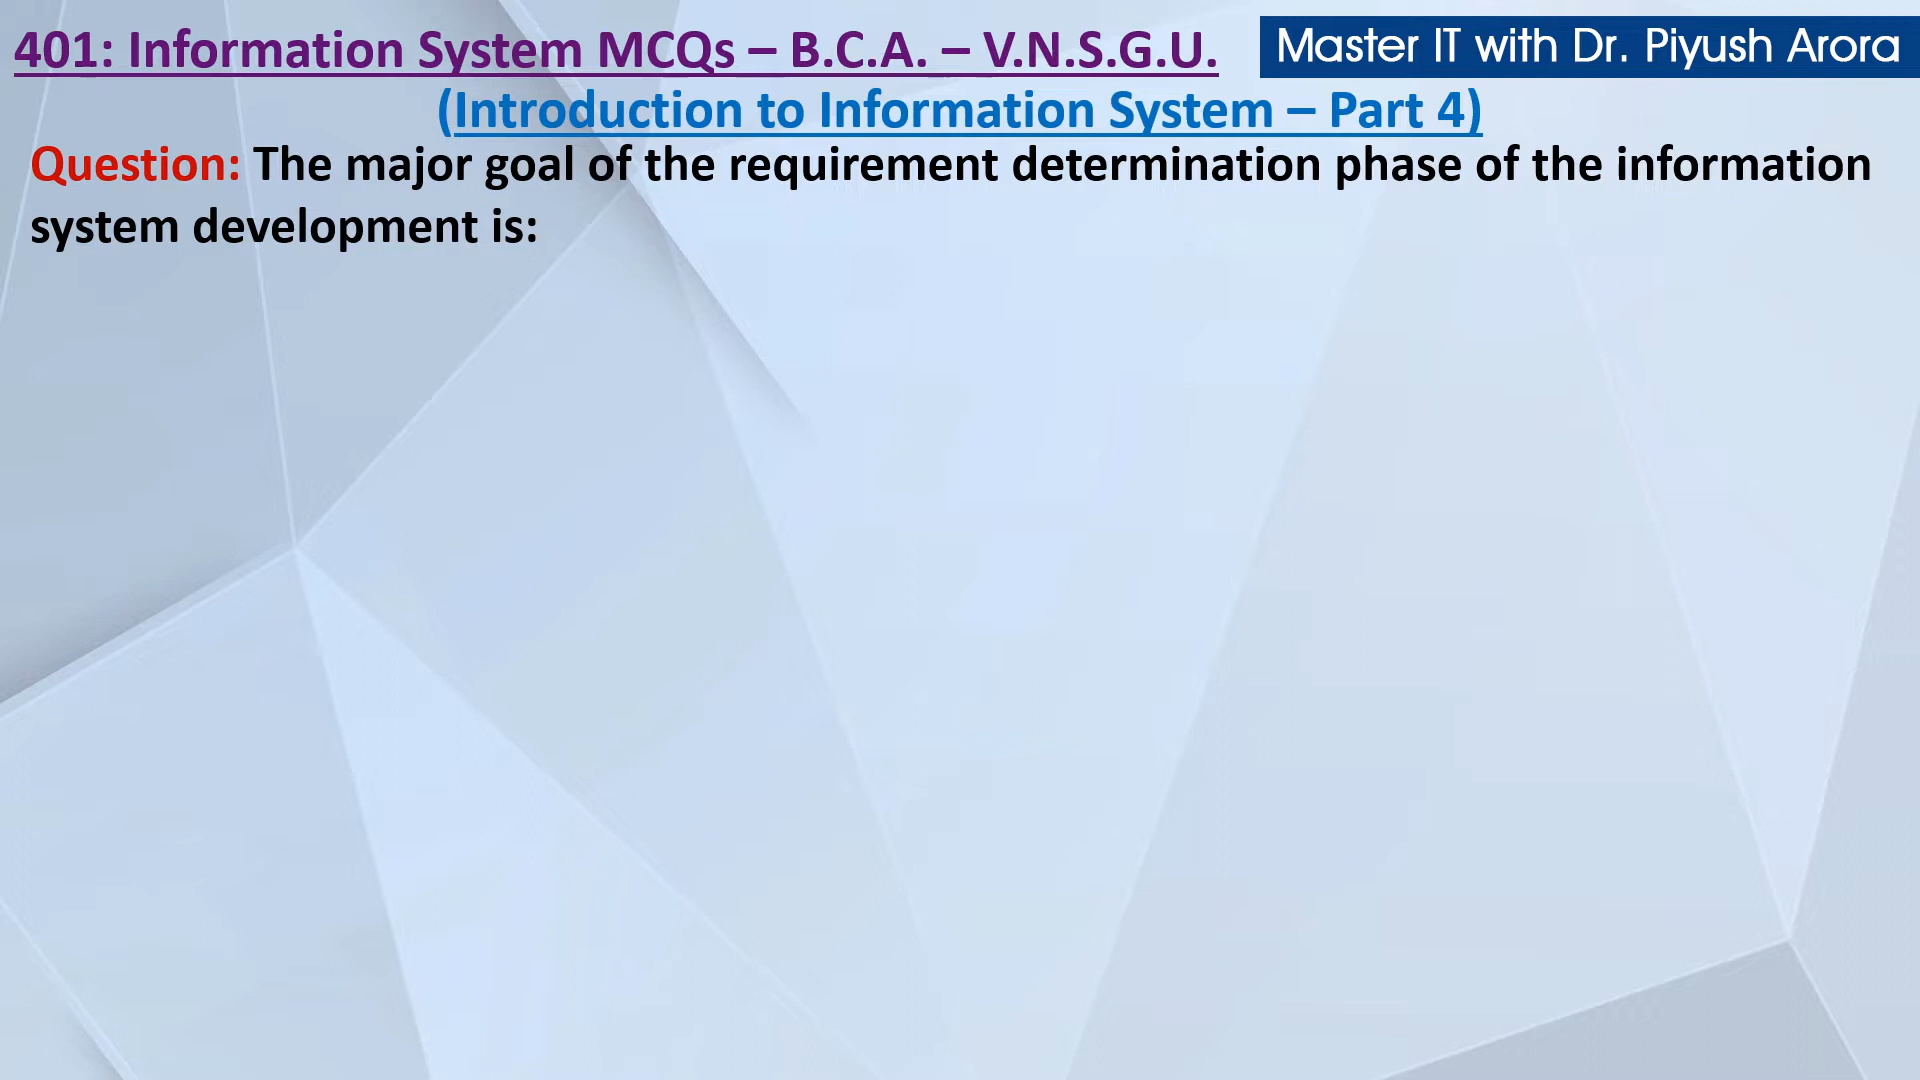 401: Information System MCQs – B.C.A. – V.N.S.G.U.
Master IT with Dr. Piyush Arora
(Introduction to Information System – Part 4)
Question: The major goal of the requirement determination phase of the information
system development is: